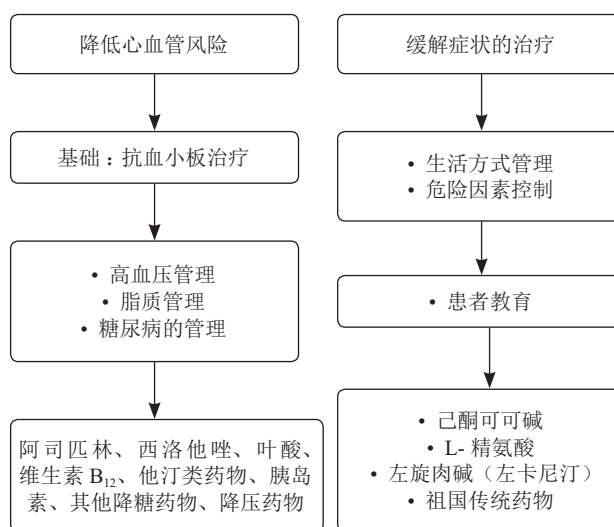 降低心血管风险
基础：抗血小板治疗
• 高血压管理
• 脂质管理
• 糖尿病的管理
阿司匹林、西洛他唑、叶酸、
维生素 B₁₂、他汀类药物、胰岛
素、其他降糖药物、降压药物
缓解症状的治疗
• 生活方式管理
• 危险因素控制
• 患者教育
• 己酮可可碱
• L- 精氨酸
• 左旋肉碱（左卡尼汀）
• 祖国传统药物